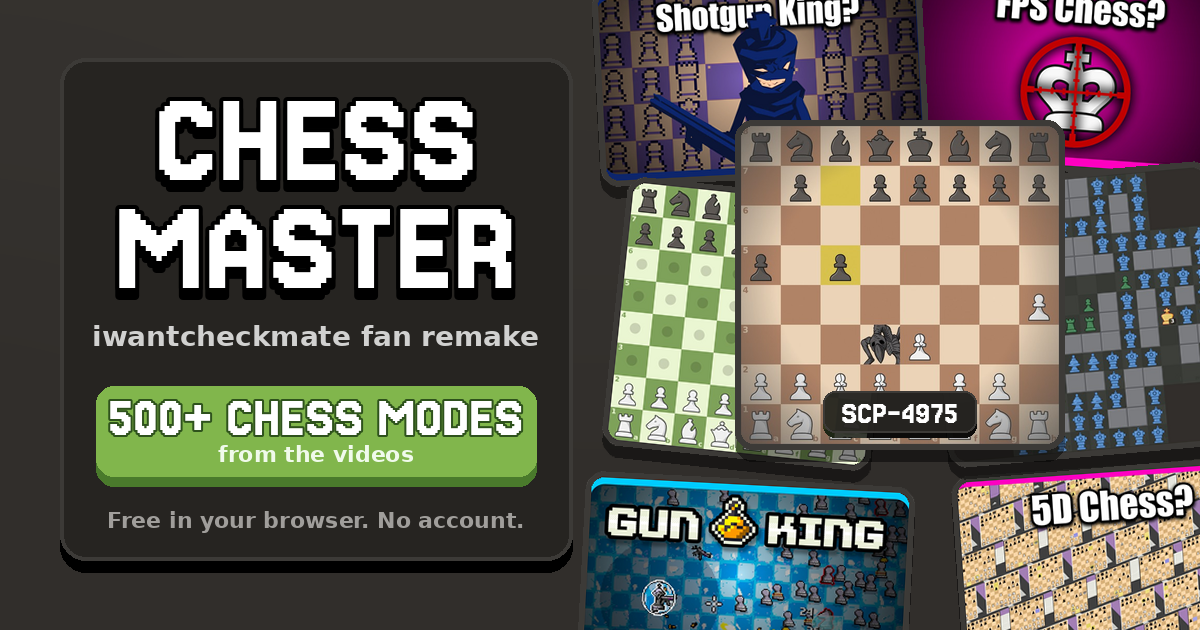 CHESS
MASTER
iwantcheckmate fan remake
500+ CHESS MODES
from the videos
Free in your browser. No account.
Shotgun King?
FPS Chess?
SCP-4975
GUN KING
5D Chess?